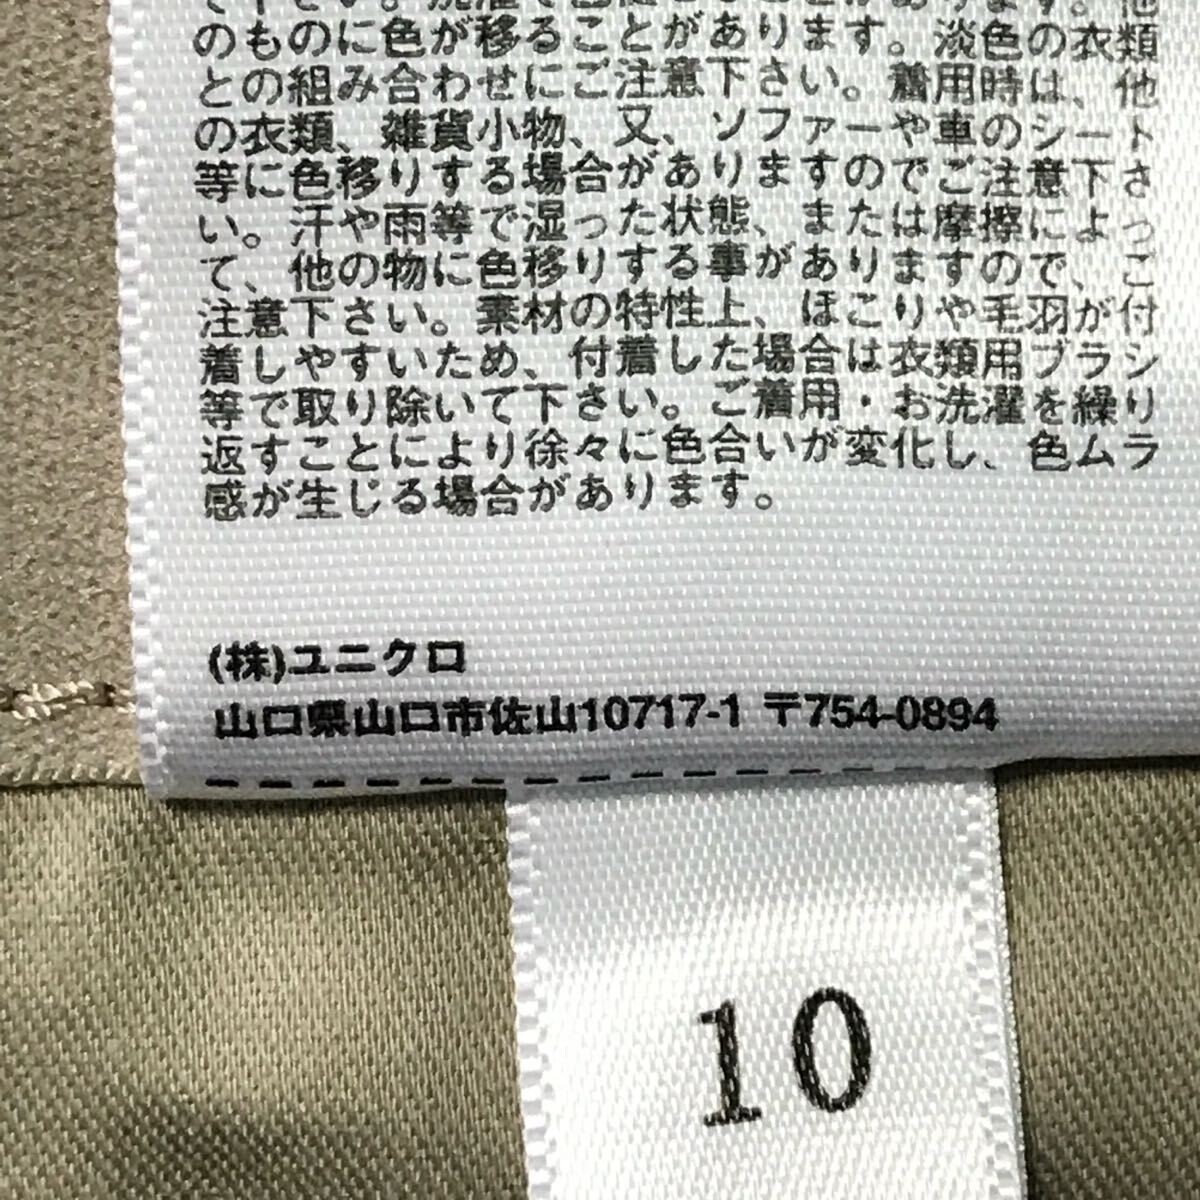 のものに色が移ることがあります。淡色の衣類
との組み合わせにご注意下さい。着用時は、他
の衣類、雑貨小物、又、ソファーや車のシート
等に色移りする場合がありますのでご注意下さ
い。汗や雨等で湿った状態、または摩擦によっ
て、他の物に色移りする事がありますので、ご
注意下さい。素材の特性上、ほこりや毛羽が付
着しやすいため、付着した場合は衣類用ブラシ
等で取り除いて下さい。ご着用・お洗濯を繰り
返すことにより徐々に色合いが変化し、色ムラ
感が生じる場合があります。
(株)ユニクロ
山口県山口市佐山10717-1 〒754-0894
10